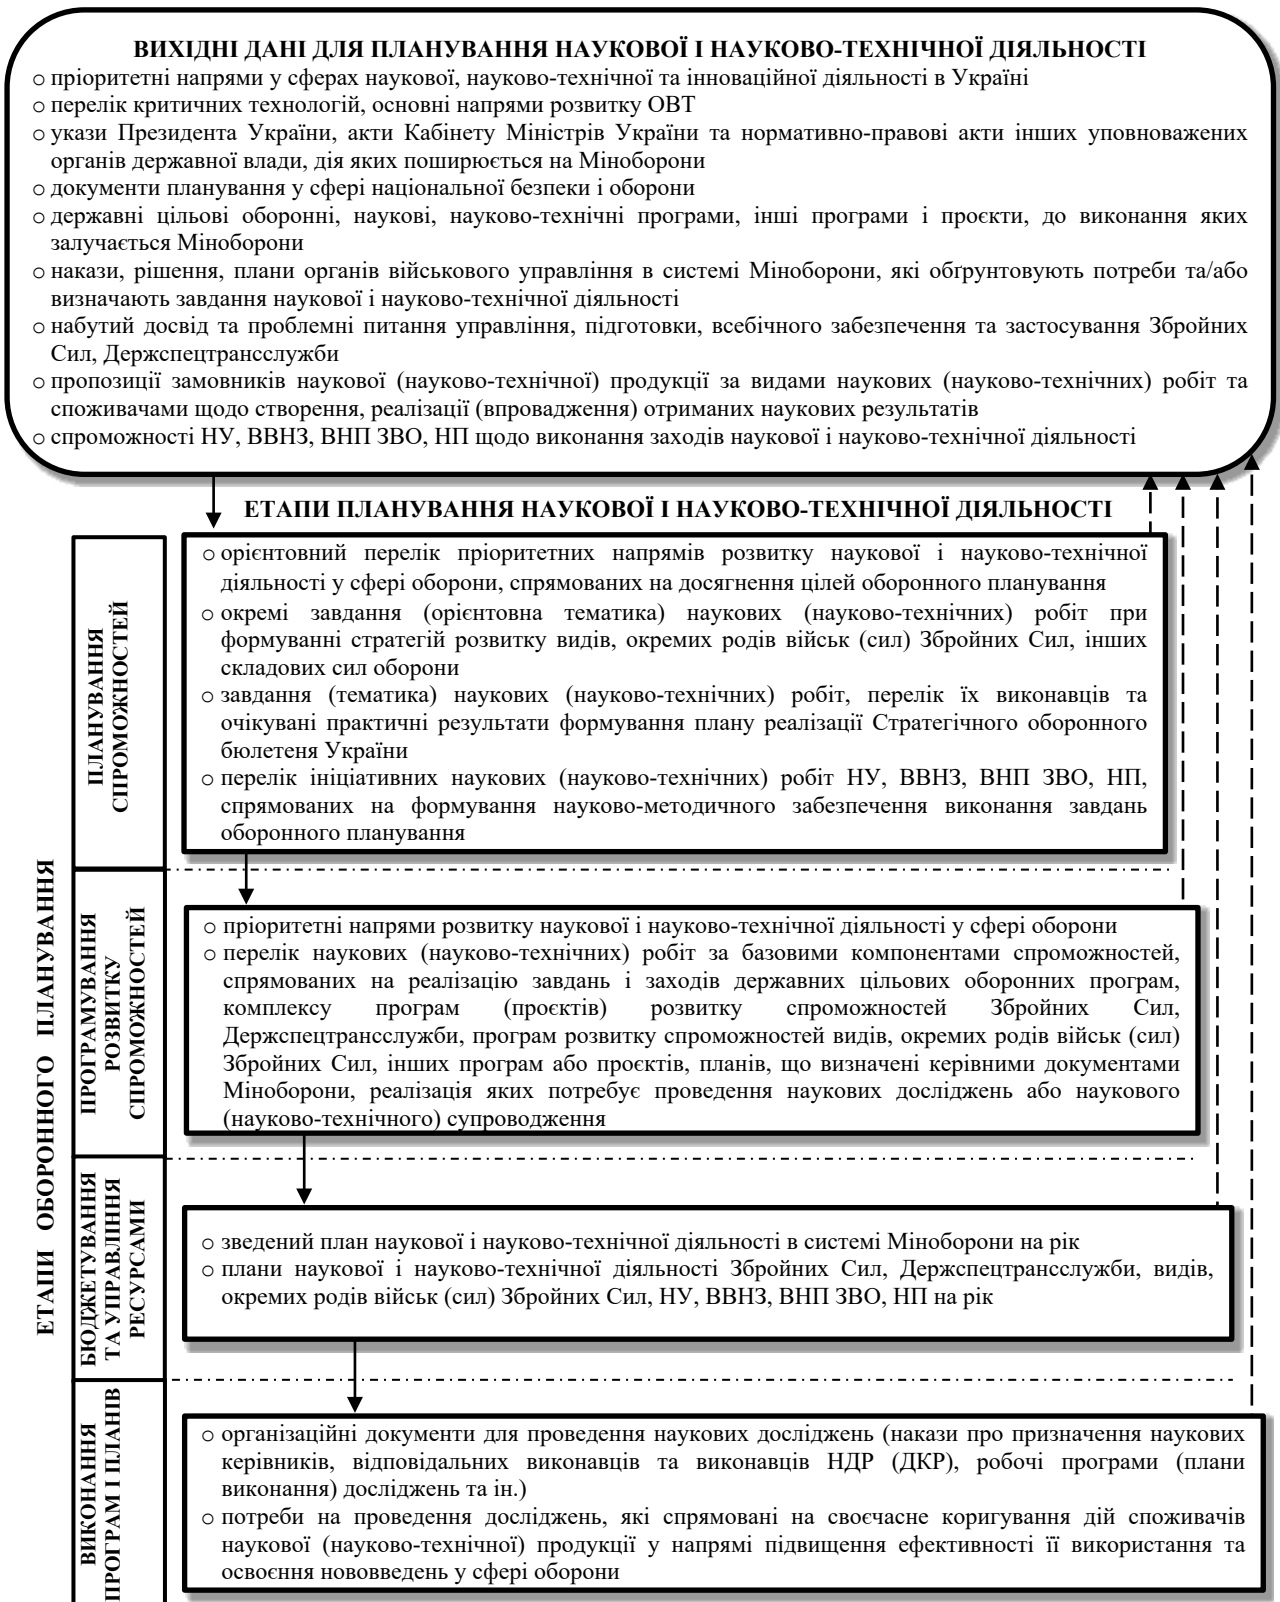 ВИХІДНІ ДАНІ ДЛЯ ПЛАНУВАННЯ НАУКОВОЇ І НАУКОВО-ТЕХНІЧНОЇ ДІЯЛЬНОСТІ
○ пріоритетні напрями у сферах наукової, науково-технічної та інноваційної діяльності в Україні
○ перелік критичних технологій, основні напрями розвитку ОВТ
○ укази Президента України, акти Кабінету Міністрів України та нормативно-правові акти інших уповноважених
органів державної влади, дія яких поширюється на Міноборони
○ документи планування у сфері національної безпеки і оборони
○ державні цільові оборонні, наукові, науково-технічні програми, інші програми і проєкти, до виконання яких
залучається Міноборони
○ накази, рішення, плани органів військового управління в системі Міноборони, які обґрунтовують потреби та/або
визначають завдання наукової і науково-технічної діяльності
○ набутий досвід та проблемні питання управління, підготовки, всебічного забезпечення та застосування Збройних
Сил, Держспецтрансслужби
○ пропозиції замовників наукової (науково-технічної) продукції за видами наукових (науково-технічних) робіт та
споживачами щодо створення, реалізації (впровадження) отриманих наукових результатів
○ спроможності НУ, ВВНЗ, ВНП ЗВО, НП щодо виконання заходів наукової і науково-технічної діяльності
ЕТАПИ ПЛАНУВАННЯ НАУКОВОЇ І НАУКОВО-ТЕХНІЧНОЇ ДІЯЛЬНОСТІ
ЕТАПИ ОБОРОННОГО ПЛАНУВАННЯ
ПЛАНУВАННЯ
СПРОМОЖНОСТЕЙ
○ орієнтовний перелік пріоритетних напрямів розвитку наукової і науково-технічної
діяльності у сфері оборони, спрямованих на досягнення цілей оборонного планування
○ окремі завдання (орієнтовна тематика) наукових (науково-технічних) робіт при
формуванні стратегій розвитку видів, окремих родів військ (сил) Збройних Сил, інших
складових сил оборони
○ завдання (тематика) наукових (науково-технічних) робіт, перелік їх виконавців та
очікувані практичні результати формування плану реалізації Стратегічного оборонного
бюлетеня України
○ перелік ініціативних наукових (науково-технічних) робіт НУ, ВВНЗ, ВНП ЗВО, НП,
спрямованих на формування науково-методичного забезпечення виконання завдань
оборонного планування
ПРОГРАМУВАННЯ
РОЗВИТКУ
СПРОМОЖНОСТЕЙ
○ пріоритетні напрями розвитку наукової і науково-технічної діяльності у сфері оборони
○ перелік наукових (науково-технічних) робіт за базовими компонентами спроможностей,
спрямованих на реалізацію завдань і заходів державних цільових оборонних програм,
комплексу програм (проєктів) розвитку спроможностей Збройних Сил,
Держспецтрансслужби, програм розвитку спроможностей видів, окремих родів військ (сил)
Збройних Сил, інших програм або проєктів, планів, що визначені керівними документами
Міноборони, реалізація яких потребує проведення наукових досліджень або наукового
(науково-технічного) супроводження
БЮДЖЕТУВАННЯ
ТА УПРАВЛІННЯ
РЕСУРСАМИ
○ зведений план наукової і науково-технічної діяльності в системі Міноборони на рік
○ плани наукової і науково-технічної діяльності Збройних Сил, Держспецтрансслужби, видів,
окремих родів військ (сил) Збройних Сил, НУ, ВВНЗ, ВНП ЗВО, НП на рік
ВИКОНАННЯ
ПРОГРАМ І ПЛАНІВ
○ організаційні документи для проведення наукових досліджень (накази про призначення наукових
керівників, відповідальних виконавців та виконавців НДР (ДКР), робочі програми (плани
виконання) досліджень та ін.)
○ потреби на проведення досліджень, які спрямовані на своєчасне коригування дій споживачів
наукової (науково-технічної) продукції у напрямі підвищення ефективності її використання та
освоєння нововведень у сфері оборони